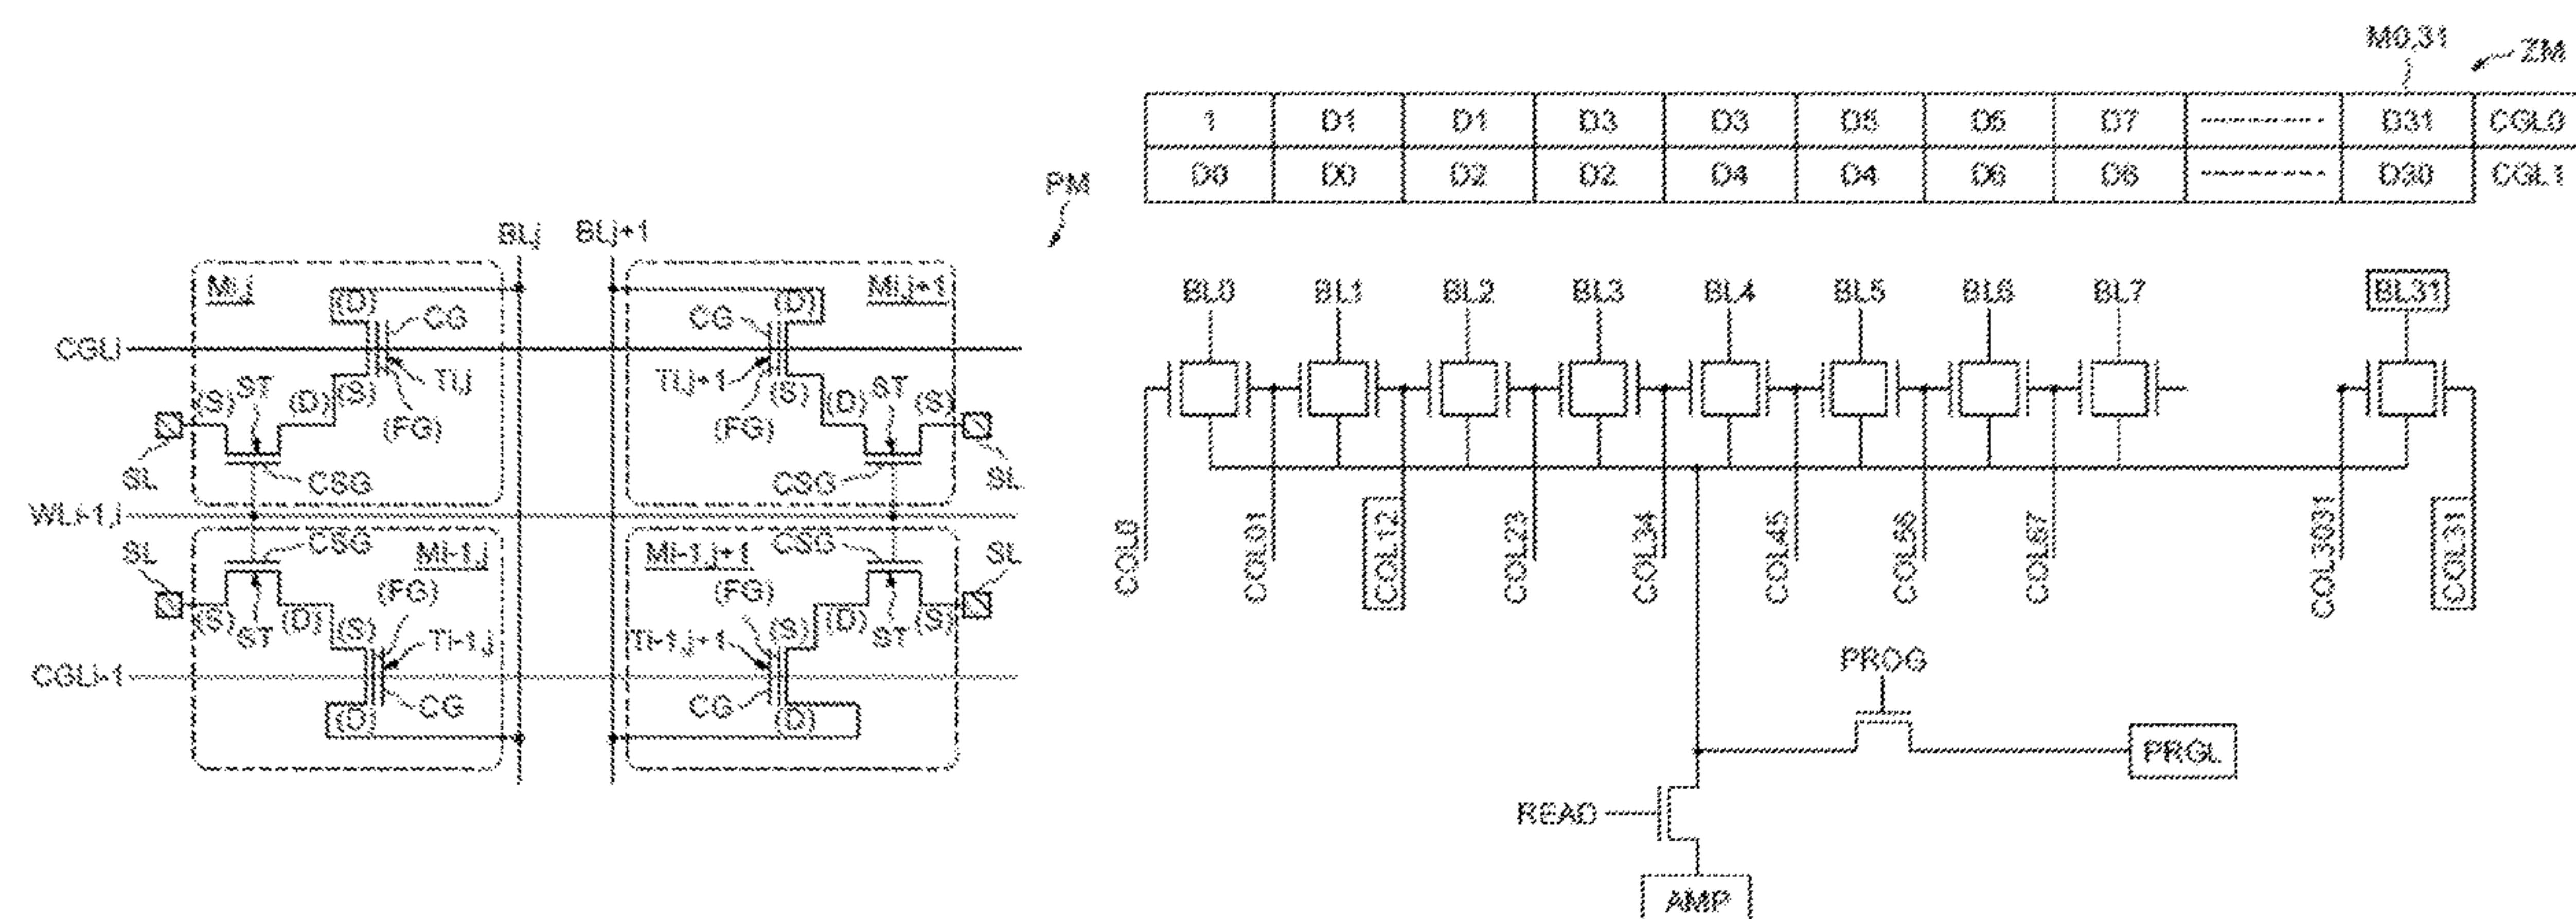 M0,31
ZM
1 D1 D1 D3 D3 D5 D5 D7 D31 CGL0
D0 D0 D2 D2 D4 D4 D6 D6 D30 CGL1
PM
BLj BLj+1
Mi,j (D) CG
CG (D) Mi,j+1
CGLi
(S) ST (D) (S) Ti,j (FG)
Ti,j+1 (FG) (S) (D) ST (S)
SL CSG CSG SL
WLi-1,i
SL CSG Mi-1,j (FG)
Mi-1,j+1 (FG) CSG SL
(S) ST (D) (S) Ti-1,j
Ti-1,j+1 (S) (D) ST (S)
CGLi-1
(D) CG
CG (D)
BL0 BL1 BL2 BL3 BL4 BL5 BL6 BL7 BL31
COL0 COL01 COL12 COL23 COL34 COL45 COL56 COL67 COL3031 COL31
PROG
PRGL
READ
AMP